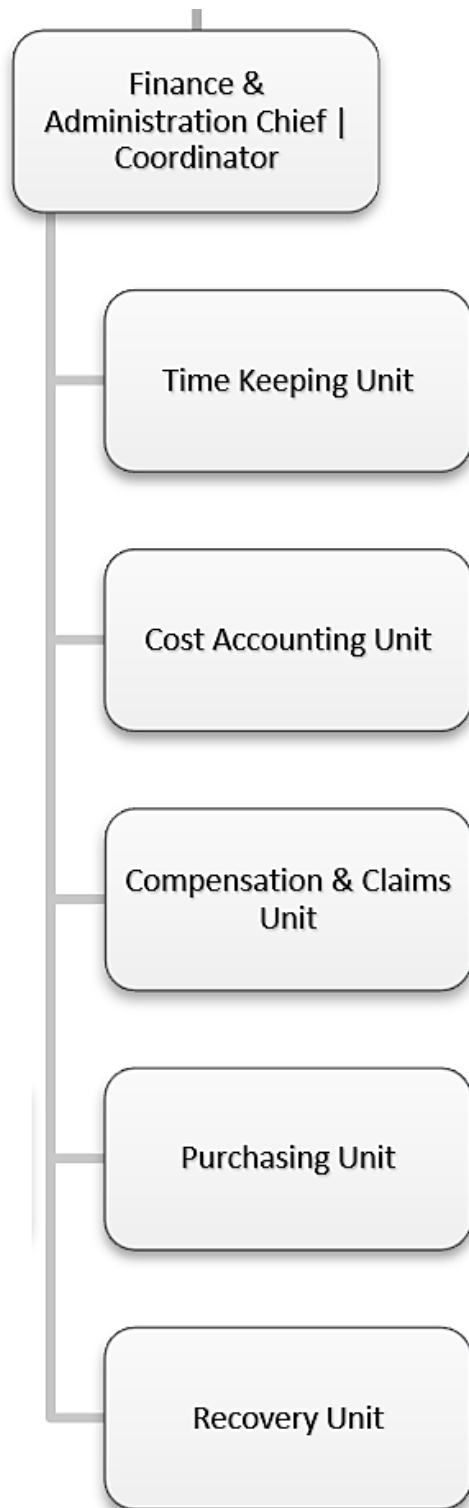 Finance &
Administration Chief |
Coordinator
Time Keeping Unit
Cost Accounting Unit
Compensation & Claims
Unit
Purchasing Unit
Recovery Unit